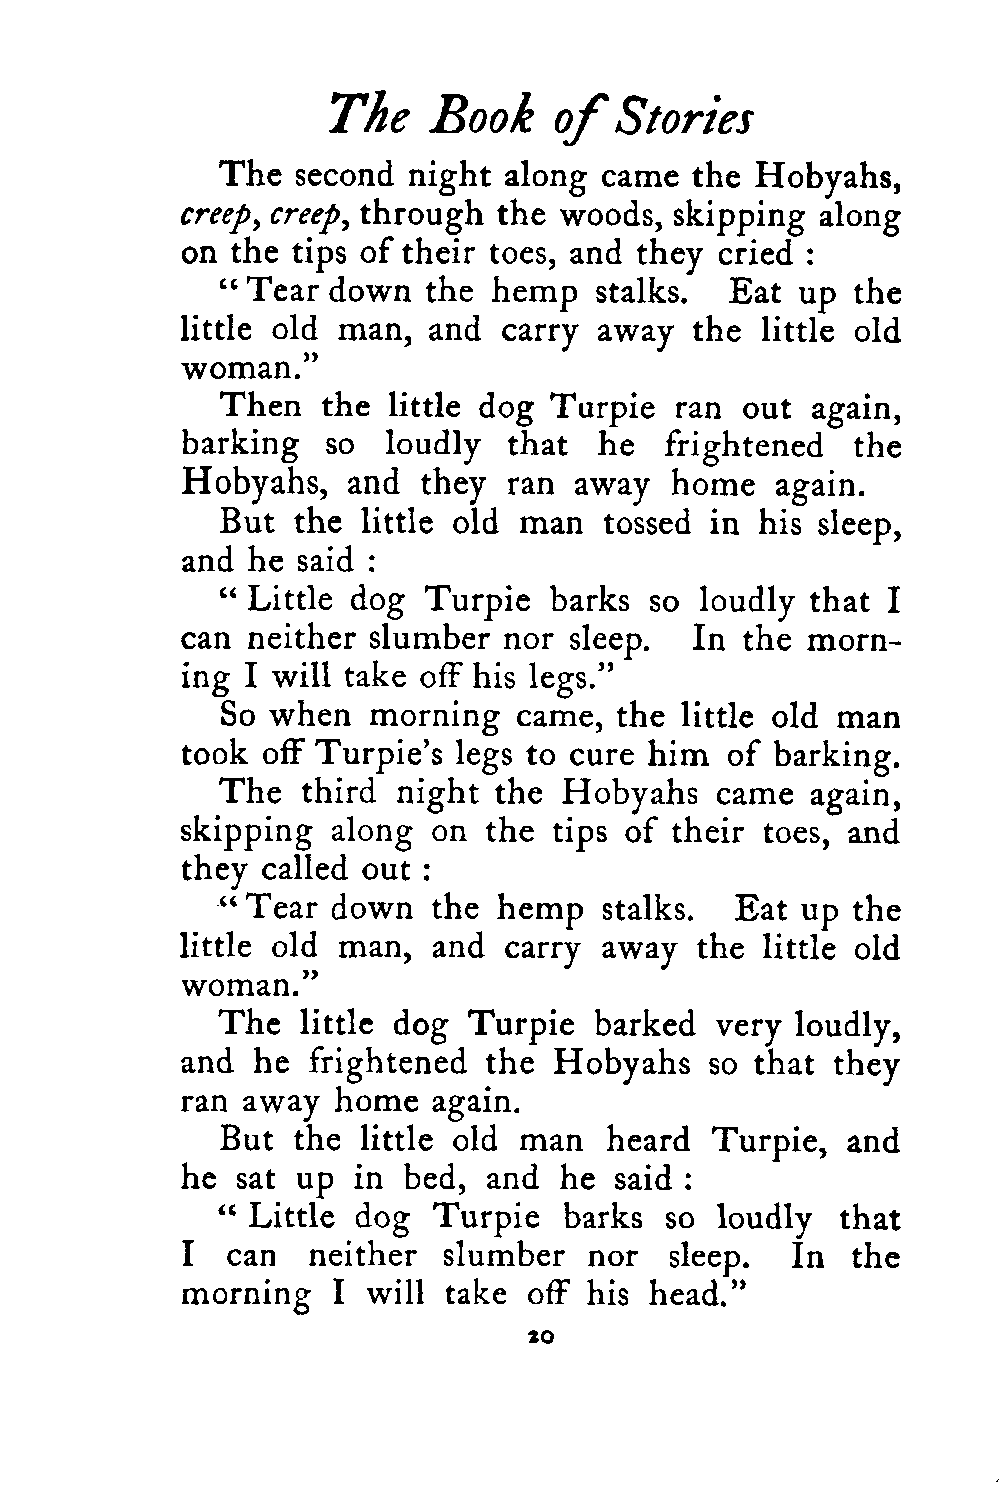 The Book of Stories
The second night along came the Hobyahs,
creep, creep, through the woods, skipping along
on the tips of their toes, and they cried :
“ Tear down the hemp stalks. Eat up the
little old man, and carry away the little old
woman.”
Then the little dog Turpie ran out again,
barking so loudly that he frightened the
Hobyahs, and they ran away home again.
But the little old man tossed in his sleep,
and he said :
“ Little dog Turpie barks so loudly that I
can neither slumber nor sleep. In the morn-
ing I will take off his legs.”
So when morning came, the little old man
took off Turpie’s legs to cure him of barking.
The third night the Hobyahs came again,
skipping along on the tips of their toes, and
they called out :
“ Tear down the hemp stalks. Eat up the
little old man, and carry away the little old
woman.”
The little dog Turpie barked very loudly,
and he frightened the Hobyahs so that they
ran away home again.
But the little old man heard Turpie, and
he sat up in bed, and he said :
“ Little dog Turpie barks so loudly that
I can neither slumber nor sleep. In the
morning I will take off his head.”
20